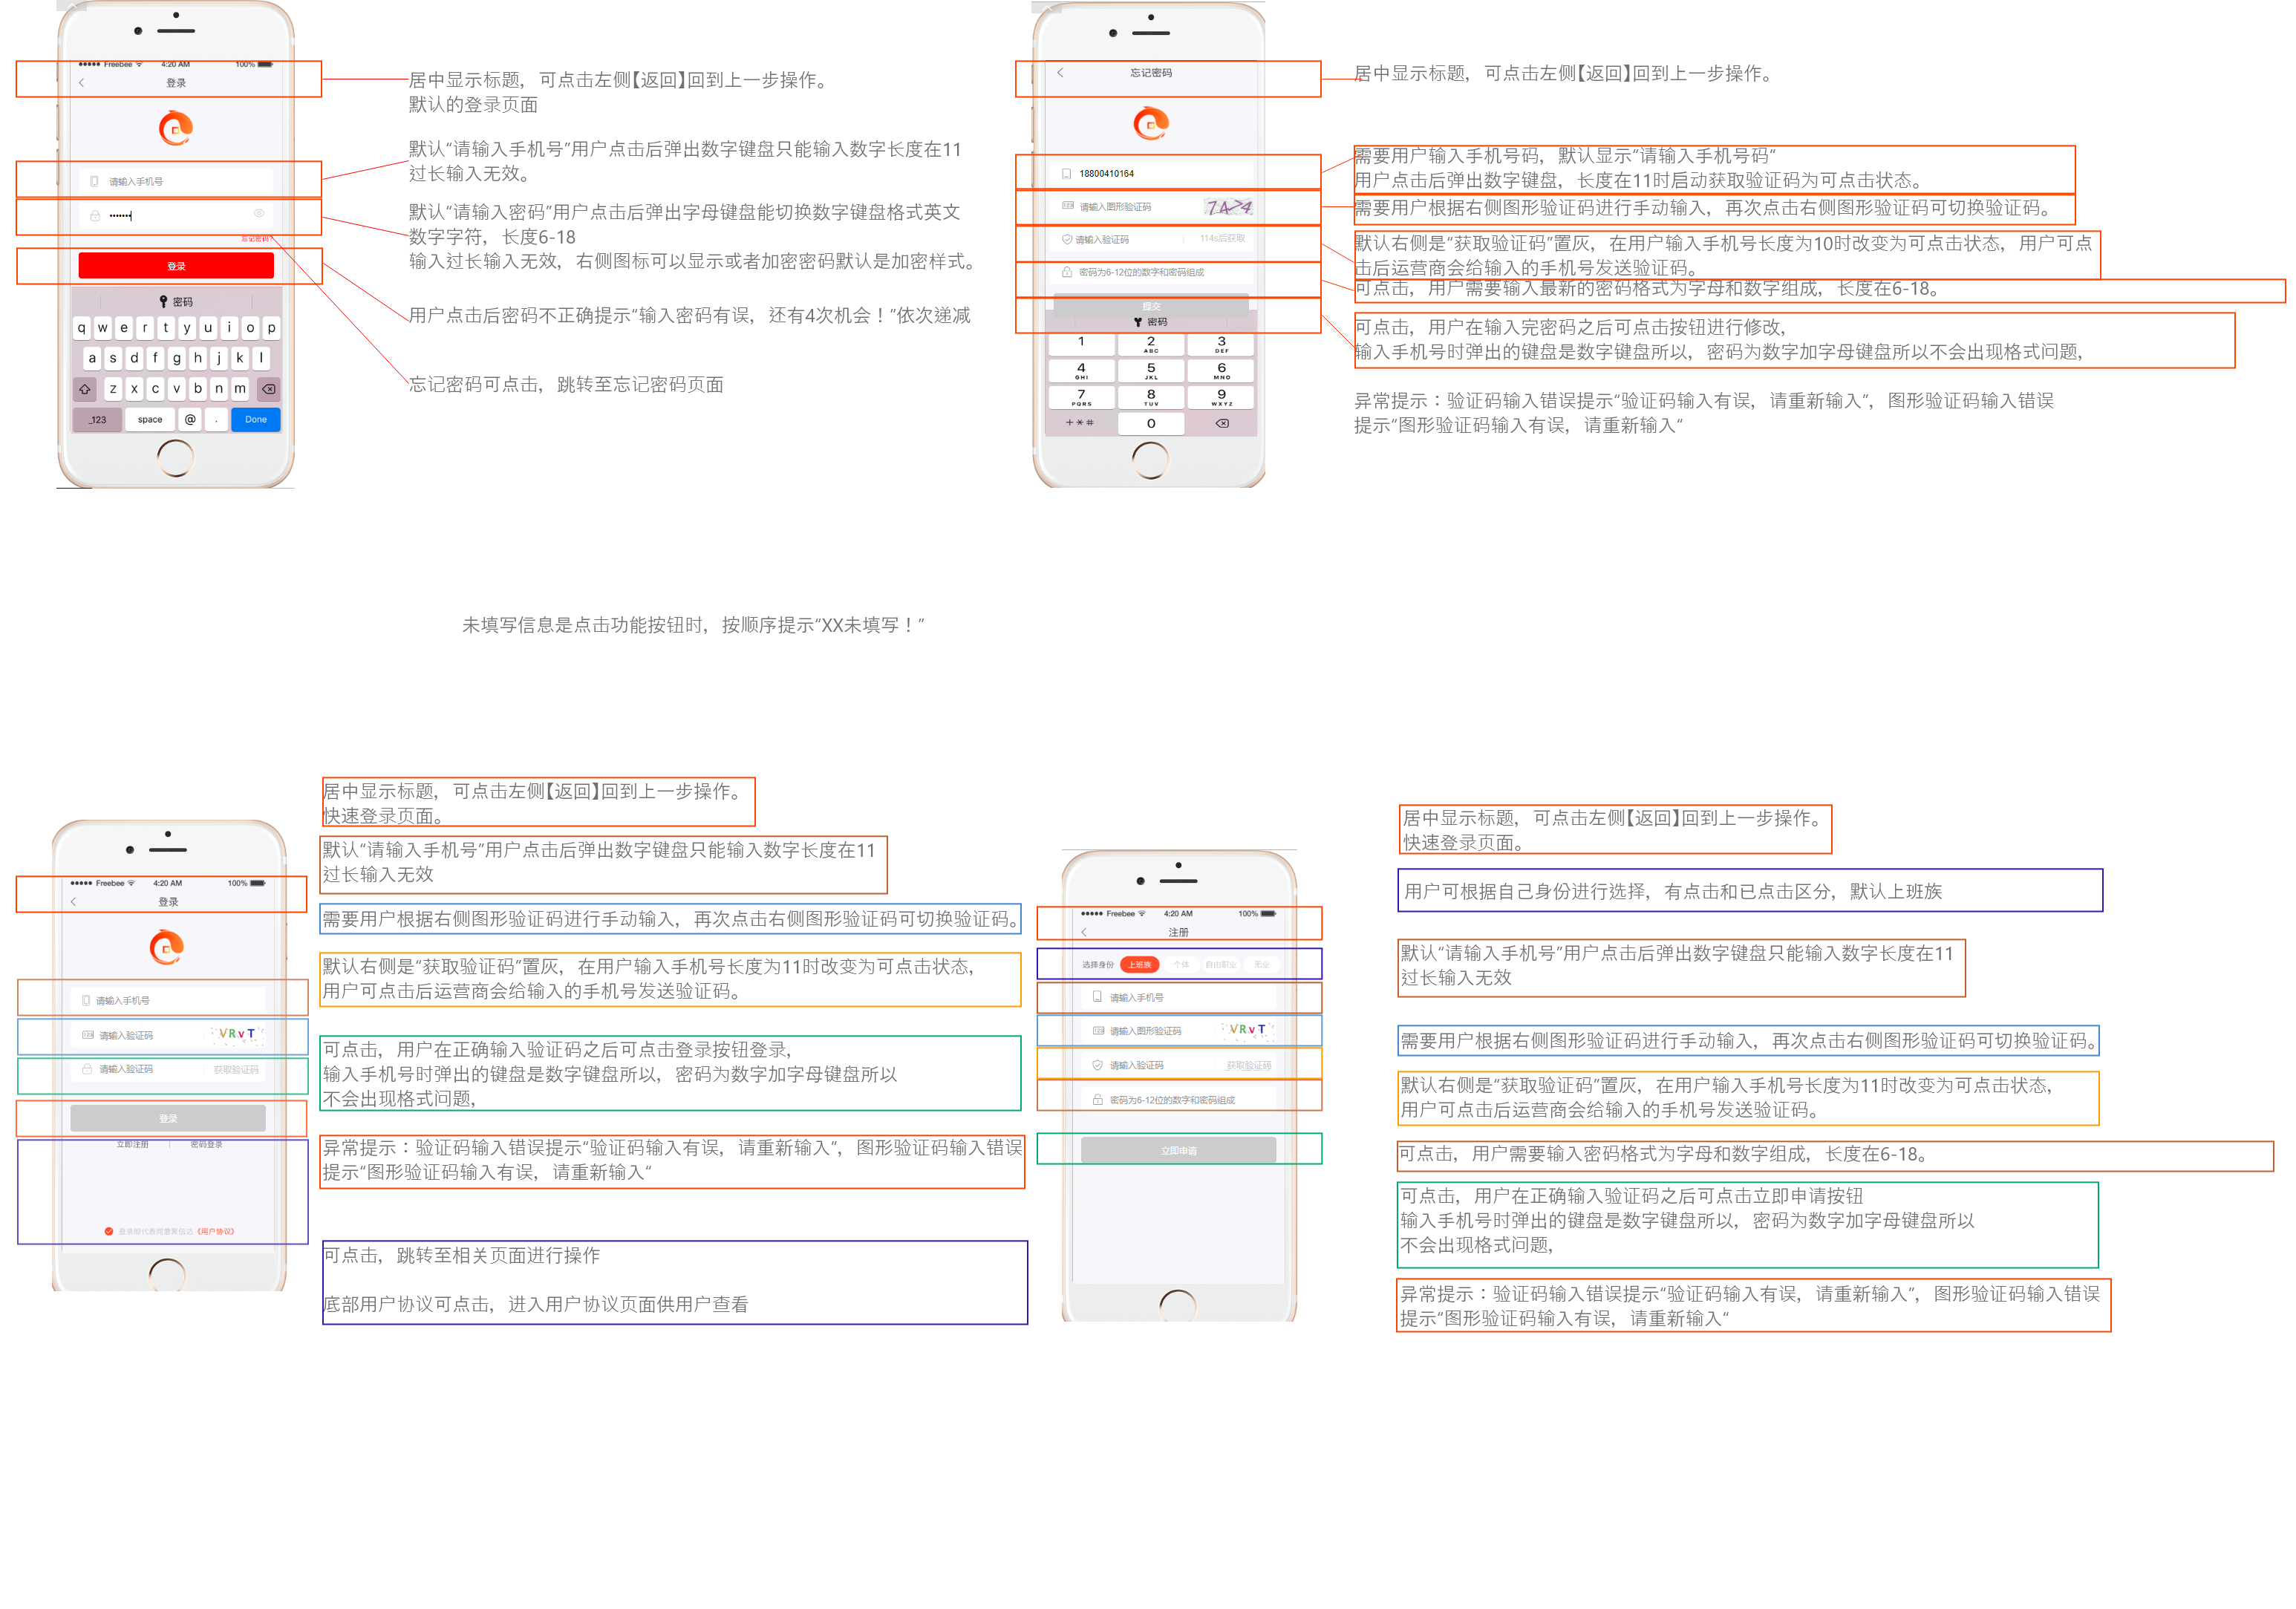 ●●●●● Freebee 4:20 AM 100%
登录
请输入手机号
•••••••
忘记密码?
登录
密码
q w e r t y u i o p
a s d f g h j k l
z x c v b n m
_123 space @ . Done
居中显示标题，可点击左侧【返回】回到上一步操作。
默认的登录页面
默认“请输入手机号”用户点击后弹出数字键盘只能输入数字长度在11
过长输入无效。
默认“请输入密码”用户点击后弹出字母键盘能切换数字键盘格式英文
数字字符，长度6-18
输入过长输入无效，右侧图标可以显示或者加密密码默认是加密样式。
用户点击后密码不正确提示“输入密码有误，还有4次机会！”依次递减
忘记密码可点击，跳转至忘记密码页面
忘记密码
18800410164
请输入图形验证码
7A74
请输入验证码 114s后获取
密码为6-12位的数字和密码组成
提交
密码
1 2 ABC 3 DEF
4 GHI 5 JKL 6 MNO
7 PQRS 8 TUV 9 WXYZ
+*# 0
居中显示标题，可点击左侧【返回】回到上一步操作。
需要用户输入手机号码，默认显示“请输入手机号码“
用户点击后弹出数字键盘，长度在11时启动获取验证码为可点击状态。
需要用户根据右侧图形验证码进行手动输入，再次点击右侧图形验证码可切换验证码。
默认右侧是“获取验证码”置灰，在用户输入手机号长度为10时改变为可点击状态，用户可点
击后运营商会给输入的手机号发送验证码。
可点击，用户需要输入最新的密码格式为字母和数字组成，长度在6-18。
可点击，用户在输入完密码之后可点击按钮进行修改，
输入手机号时弹出的键盘是数字键盘所以，密码为数字加字母键盘所以不会出现格式问题，
异常提示：验证码输入错误提示“验证码输入有误，请重新输入”，图形验证码输入错误
提示“图形验证码输入有误，请重新输入“
未填写信息是点击功能按钮时，按顺序提示“XX未填写！”
●●●●● Freebee 4:20 AM 100%
登录
请输入手机号
请输入验证码 VRvT
请输入验证码 获取验证码
登录
立即注册 | 密码登录
《用户协议》
居中显示标题，可点击左侧【返回】回到上一步操作。
快速登录页面。
默认“请输入手机号”用户点击后弹出数字键盘只能输入数字长度在11
过长输入无效
需要用户根据右侧图形验证码进行手动输入，再次点击右侧图形验证码可切换验证码。
默认右侧是“获取验证码”置灰，在用户输入手机号长度为11时改变为可点击状态，
用户可点击后运营商会给输入的手机号发送验证码。
可点击，用户在正确输入验证码之后可点击登录按钮登录，
输入手机号时弹出的键盘是数字键盘所以，密码为数字加字母键盘所以
不会出现格式问题，
异常提示：验证码输入错误提示“验证码输入有误，请重新输入”，图形验证码输入错误
提示“图形验证码输入有误，请重新输入“
可点击，跳转至相关页面进行操作
底部用户协议可点击，进入用户协议页面供用户查看
●●●●● Freebee 4:20 AM 100%
注册
选择身份 上班族 个体 自由职业 无业
请输入手机号
请输入图形验证码 VRvT
请输入验证码 获取验证码
密码为6-12位的数字和密码组成
立即申请
居中显示标题，可点击左侧【返回】回到上一步操作。
快速登录页面。
用户可根据自己身份进行选择，有点击和已点击区分，默认上班族
默认“请输入手机号”用户点击后弹出数字键盘只能输入数字长度在11
过长输入无效
需要用户根据右侧图形验证码进行手动输入，再次点击右侧图形验证码可切换验证码。
默认右侧是“获取验证码”置灰，在用户输入手机号长度为11时改变为可点击状态，
用户可点击后运营商会给输入的手机号发送验证码。
可点击，用户需要输入密码格式为字母和数字组成，长度在6-18。
可点击，用户在正确输入验证码之后可点击立即申请按钮
输入手机号时弹出的键盘是数字键盘所以，密码为数字加字母键盘所以
不会出现格式问题，
异常提示：验证码输入错误提示“验证码输入有误，请重新输入”，图形验证码输入错误
提示“图形验证码输入有误，请重新输入“